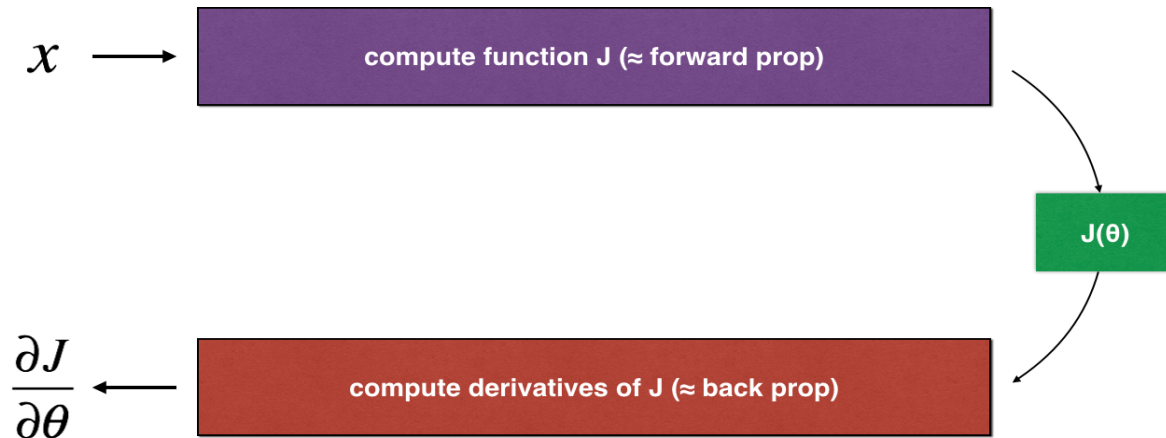 x
compute function J (≈ forward prop)
J(θ)
∂J
∂θ
compute derivatives of J (≈ back prop)